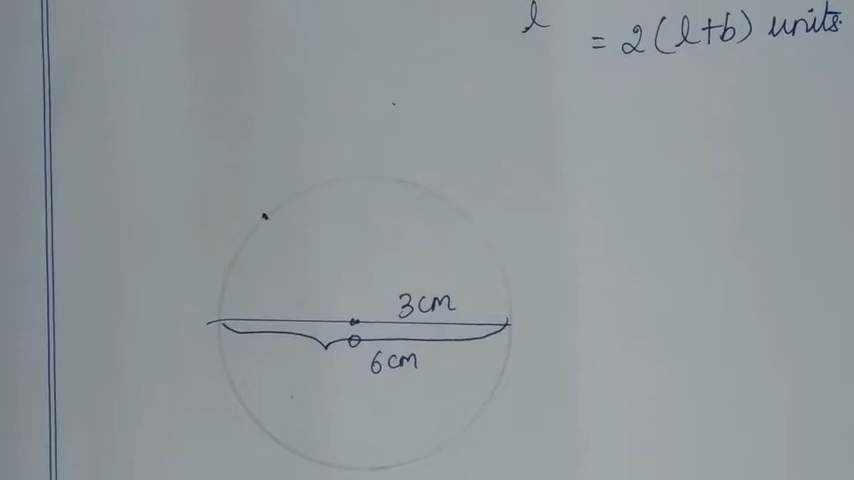 l
= 2(l+b) units.
3cm
O
6cm